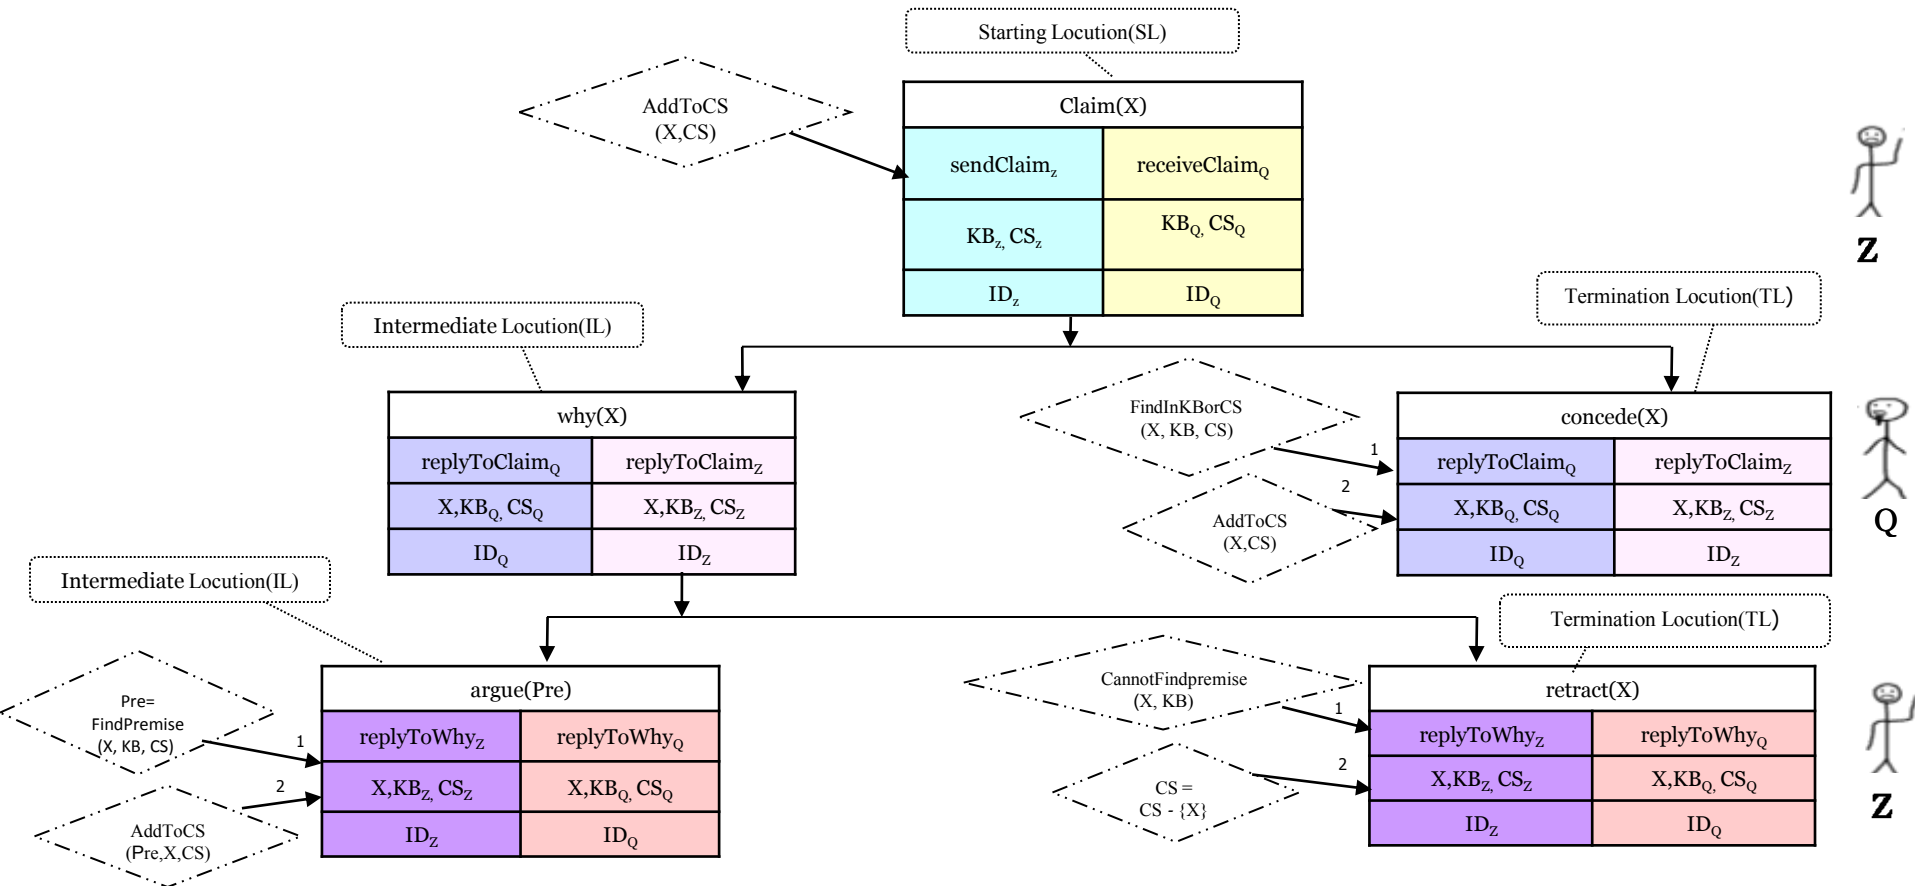 Starting Locution(SL)
AddToCS
(X,CS)
Claim(X)
sendClaimz
receiveClaimQ
KBz, CSz
KBQ, CSQ
IDz
IDQ
Z
Intermediate Locution(IL)
Termination Locution(TL)
why(X)
replyToClaimQ
replyToClaimZ
X,KBQ, CSQ
X,KBZ, CSZ
IDQ
IDZ
FindInKBorCS
(X, KB, CS)
1
2
AddToCS
(X,CS)
concede(X)
replyToClaimQ
replyToClaimZ
X,KBQ, CSQ
X,KBZ, CSZ
IDQ
IDZ
Q
Intermediate Locution(IL)
Termination Locution(TL)
Pre=
FindPremise
(X, KB, CS)
1
2
AddToCS
(Pre,X,CS)
argue(Pre)
replyToWhyZ
replyToWhyQ
X,KBZ, CSZ
X,KBQ, CSQ
IDZ
IDQ
CannotFindpremise
(X, KB)
1
2
CS =
CS - {X}
retract(X)
replyToWhyZ
replyToWhyQ
X,KBZ, CSZ
X,KBQ, CSQ
IDZ
IDQ
Z